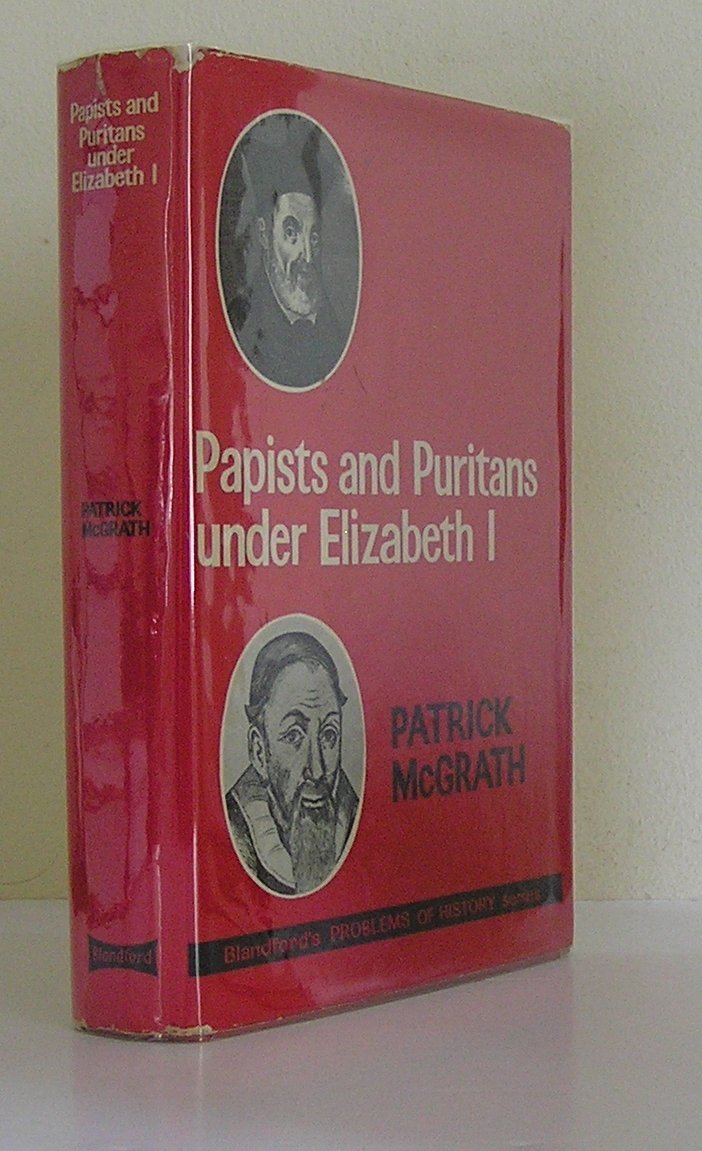 Papists and
Puritans
under
Elizabeth I
PATRICK
McGRATH
Blandford
Papists and Puritans
under Elizabeth I
PATRICK
McGRATH
Blandford's PROBLEMS OF HISTORY Series